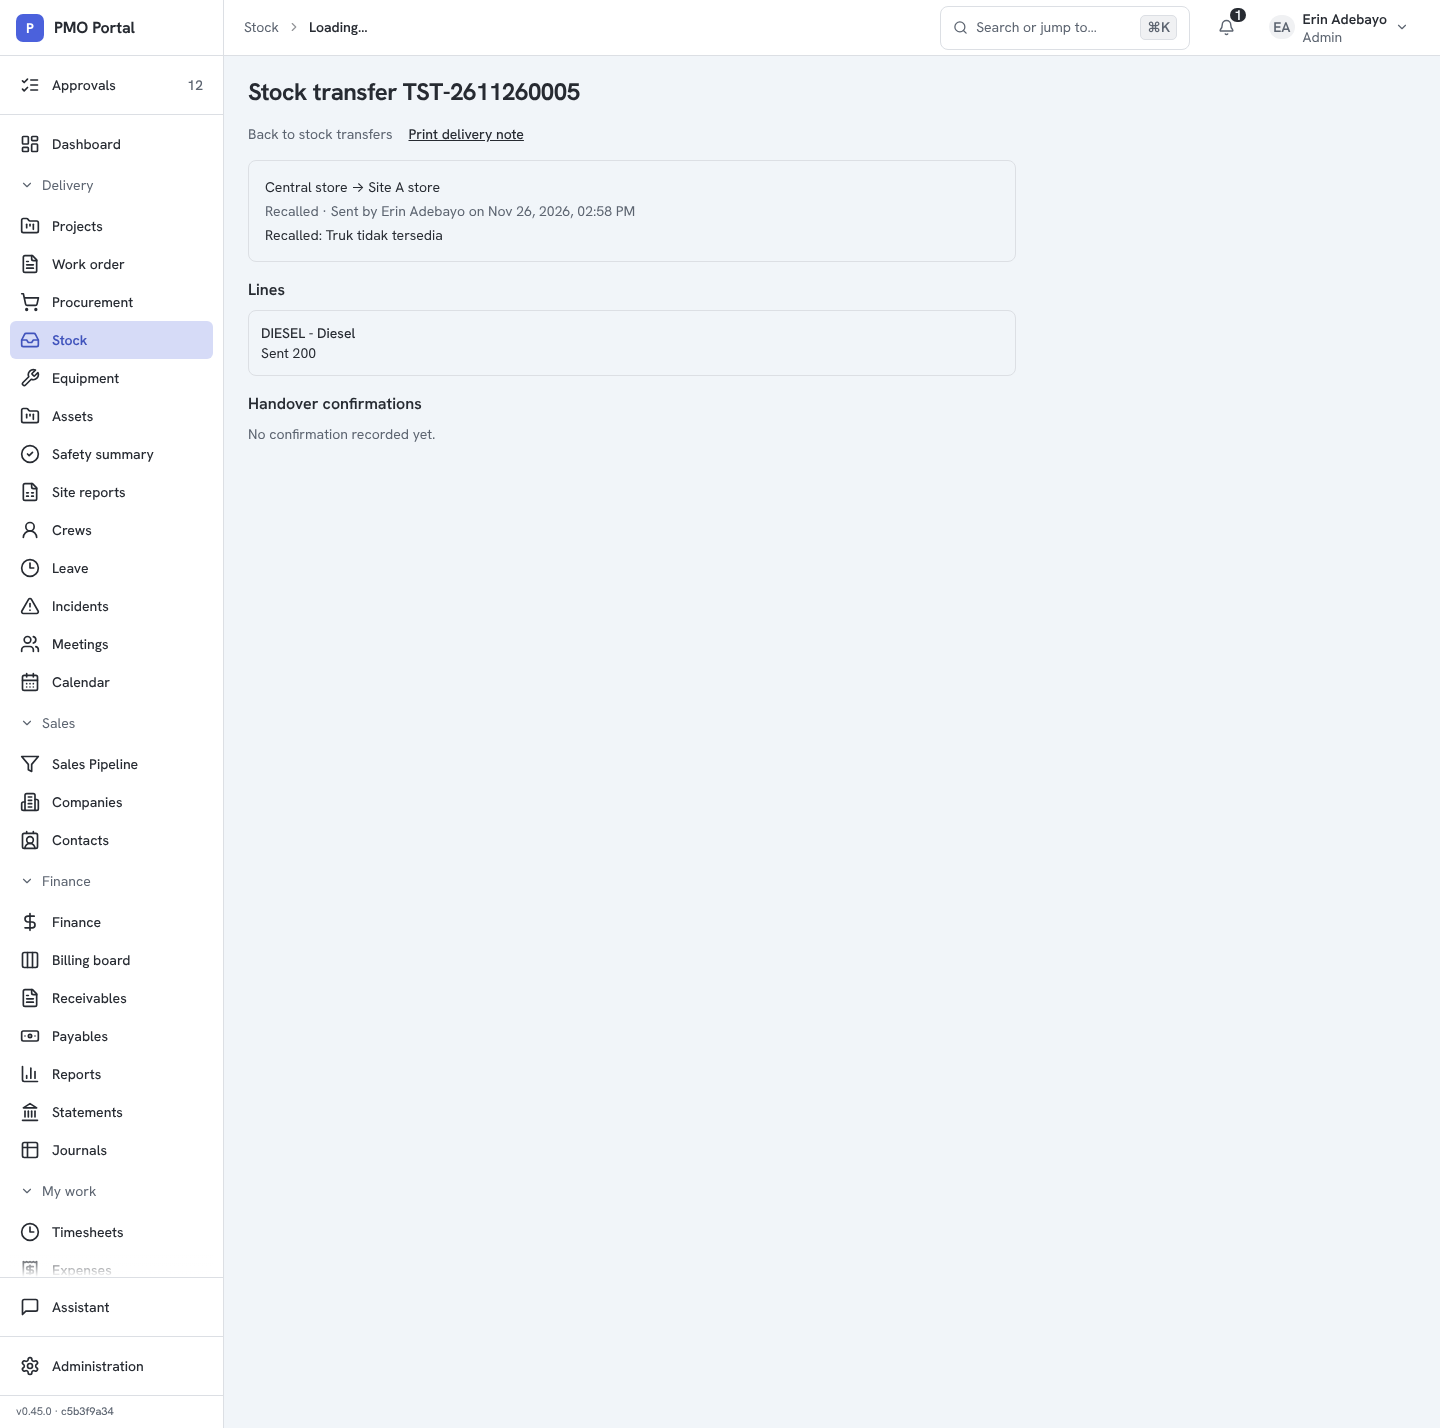 P PMO Portal
Stock > Loading...
Search or jump to... ⌘K
1
EA Erin Adebayo
Admin
Approvals 12
Dashboard
Delivery
Projects
Work order
Procurement
Stock
Equipment
Assets
Safety summary
Site reports
Crews
Leave
Incidents
Meetings
Calendar
Sales
Sales Pipeline
Companies
Contacts
Finance
Finance
Billing board
Receivables
Payables
Reports
Statements
Journals
My work
Timesheets
Expenses
Assistant
Administration
v0.45.0 · c5b3f9a34
Stock transfer TST-2611260005
Back to stock transfers Print delivery note
Central store → Site A store
Recalled · Sent by Erin Adebayo on Nov 26, 2026, 02:58 PM
Recalled: Truk tidak tersedia
Lines
DIESEL - Diesel
Sent 200
Handover confirmations
No confirmation recorded yet.